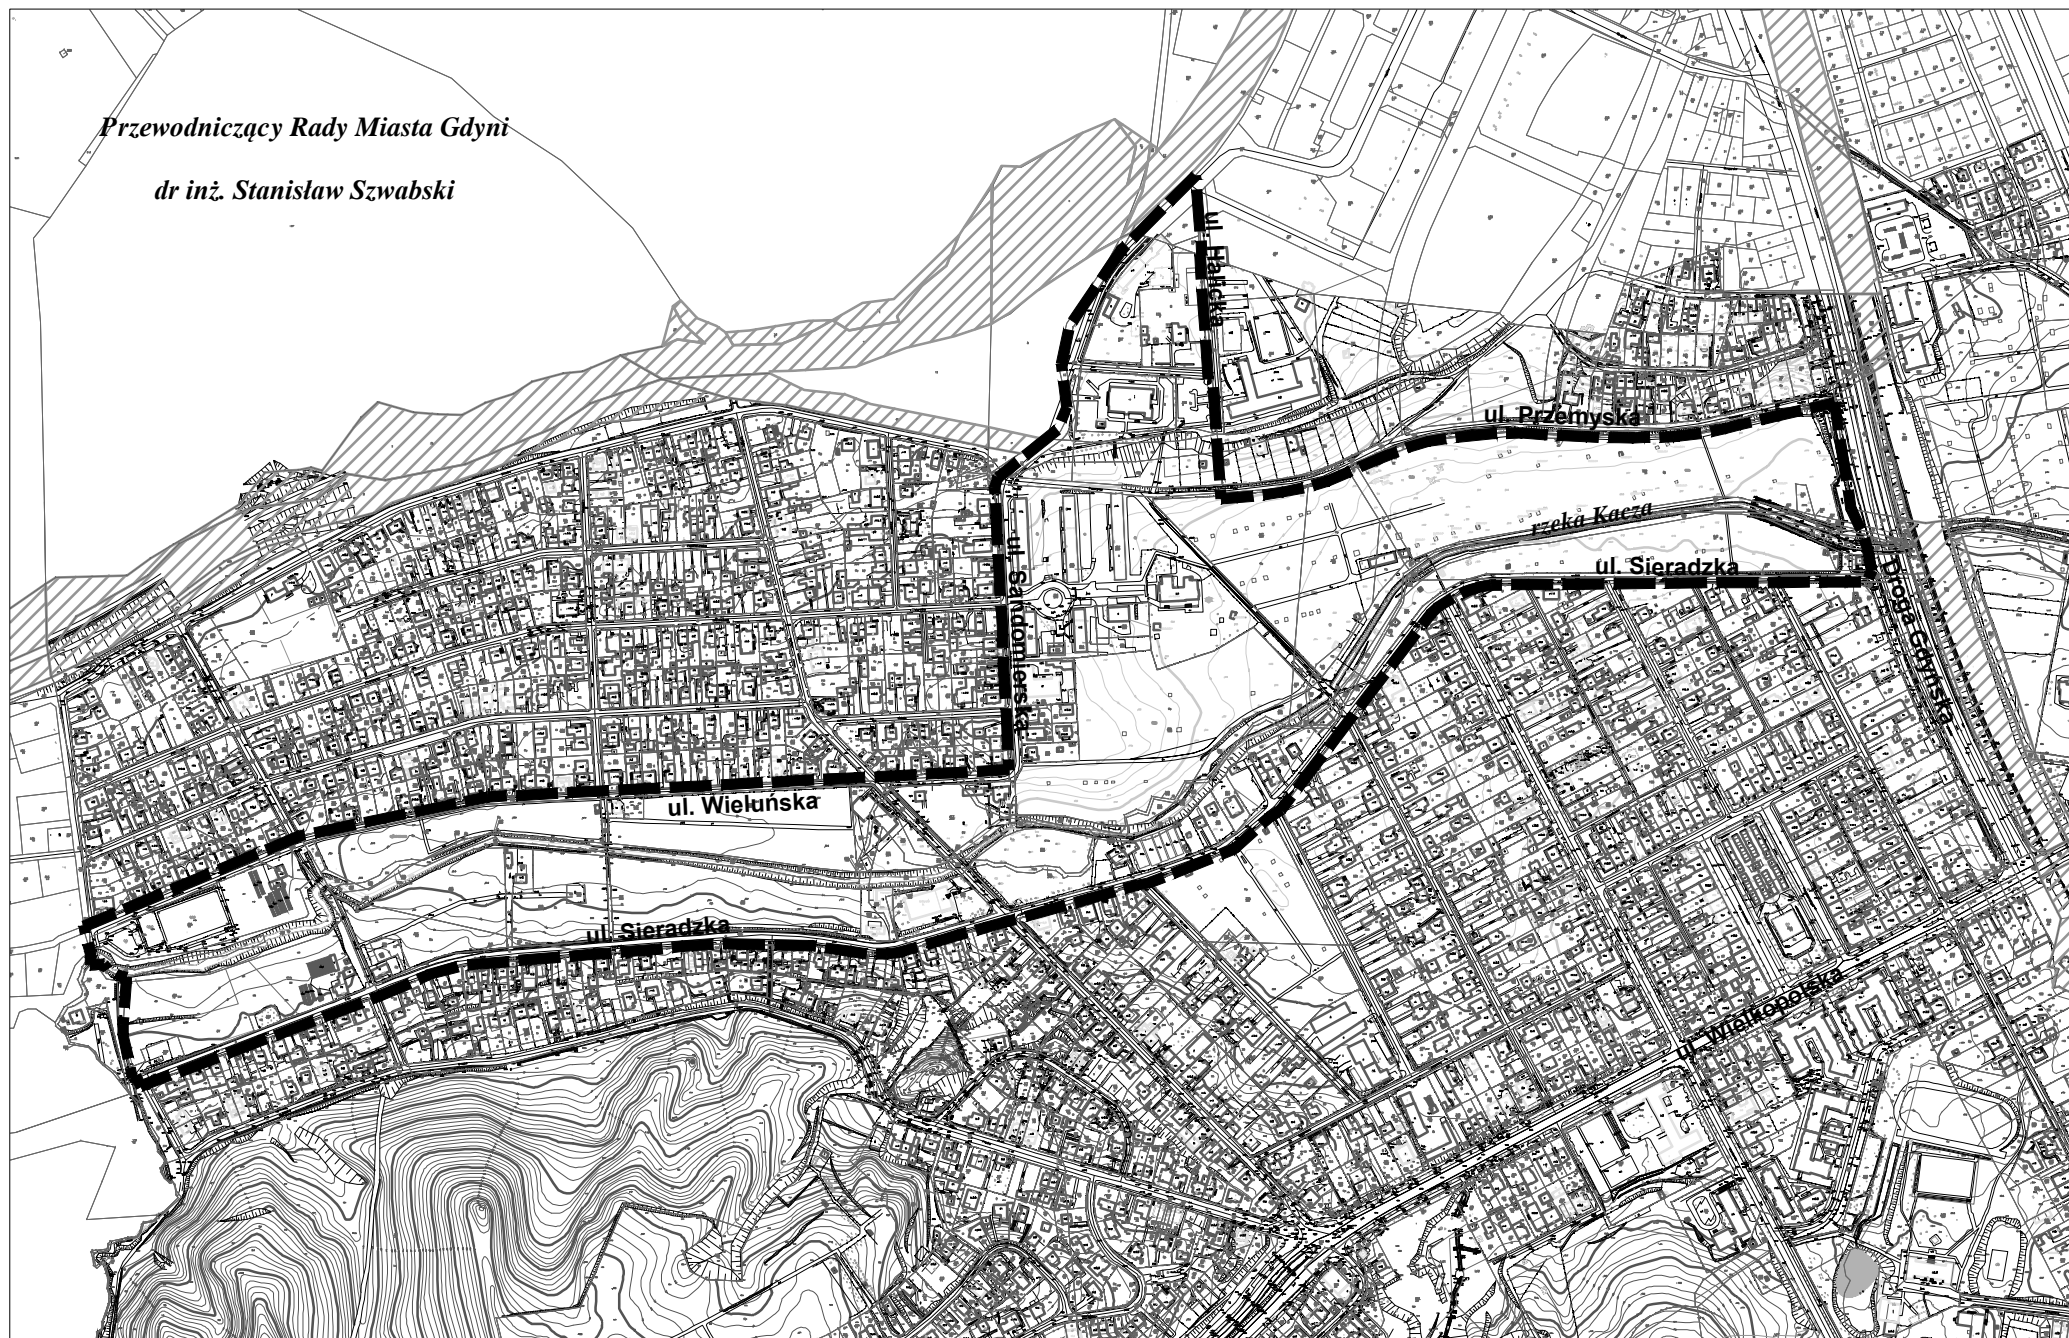 Przewodniczący Rady Miasta Gdyni
dr inż. Stanisław Szwabski
ul. Halicka
ul. Przemyska
rzeka Kacza
ul. Sieradzka
ul. Sandomierska
Droga Gdyńska
ul. Wieluńska
ul. Sieradzka
ul. Wielkopolska